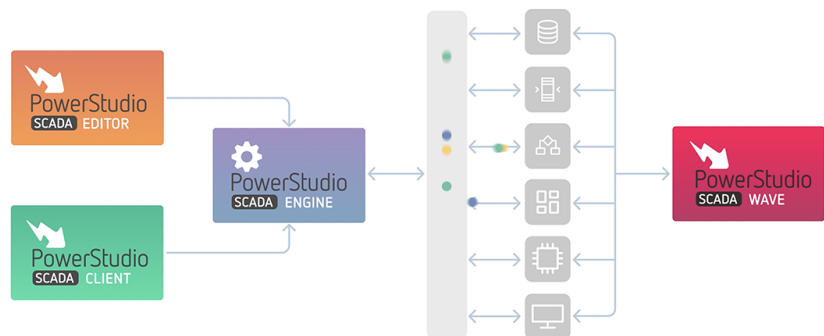 PowerStudio
SCADA EDITOR
PowerStudio
SCADA CLIENT
PowerStudio
SCADA ENGINE
PowerStudio
SCADA WAVE